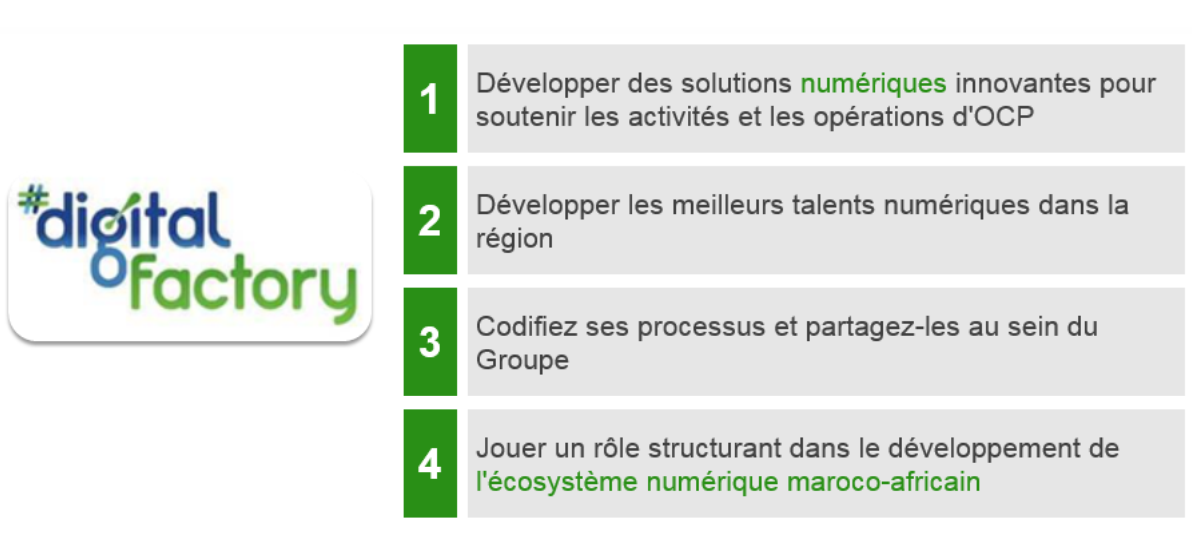 #digital
factory
1
Développer des solutions numériques innovantes pour
soutenir les activités et les opérations d'OCP
2
Développer les meilleurs talents numériques dans la
région
3
Codifiez ses processus et partagez-les au sein du
Groupe
4
Jouer un rôle structurant dans le développement de
l'écosystème numérique maroco-africain